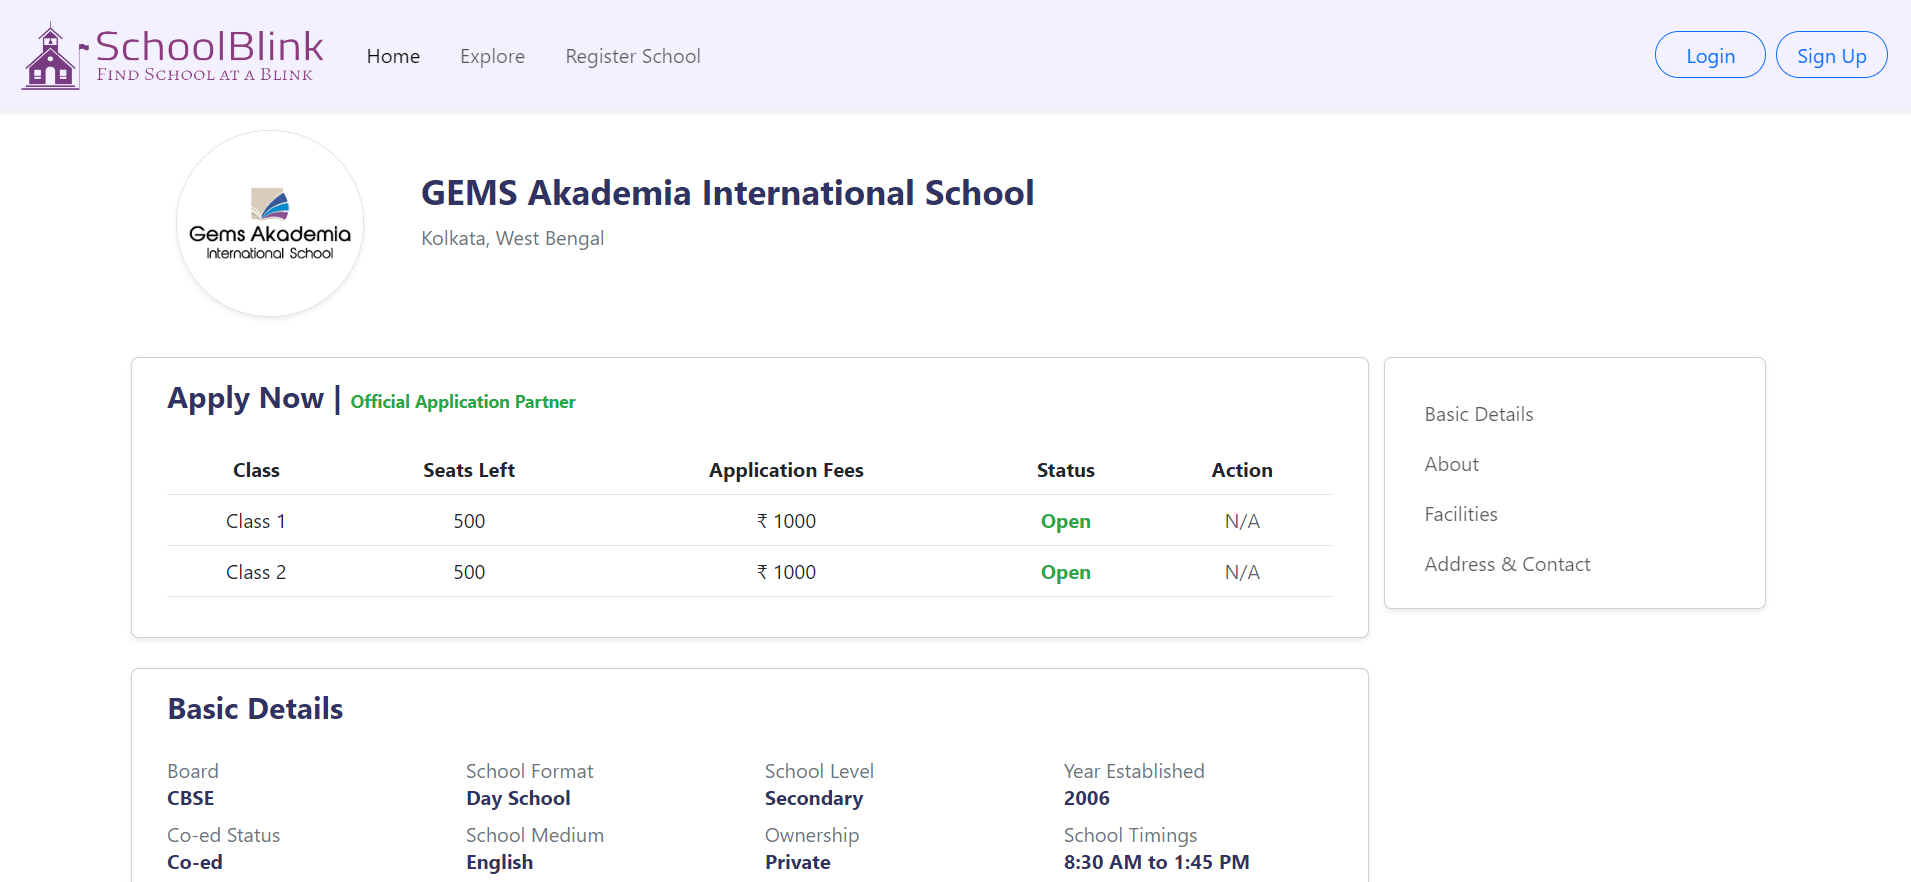 SchoolBlink
FIND SCHOOL AT A BLINK
Home Explore Register School
Login Sign Up
Gems Akademia
International School
GEMS Akademia International School
Kolkata, West Bengal
Apply Now | Official Application Partner
Class Seats Left Application Fees Status Action
Class 1 500 ₹ 1000 Open N/A
Class 2 500 ₹ 1000 Open N/A
Basic Details
About
Facilities
Address & Contact
Basic Details
Board School Format School Level Year Established
CBSE Day School Secondary 2006
Co-ed Status School Medium Ownership School Timings
Co-ed English Private 8:30 AM to 1:45 PM